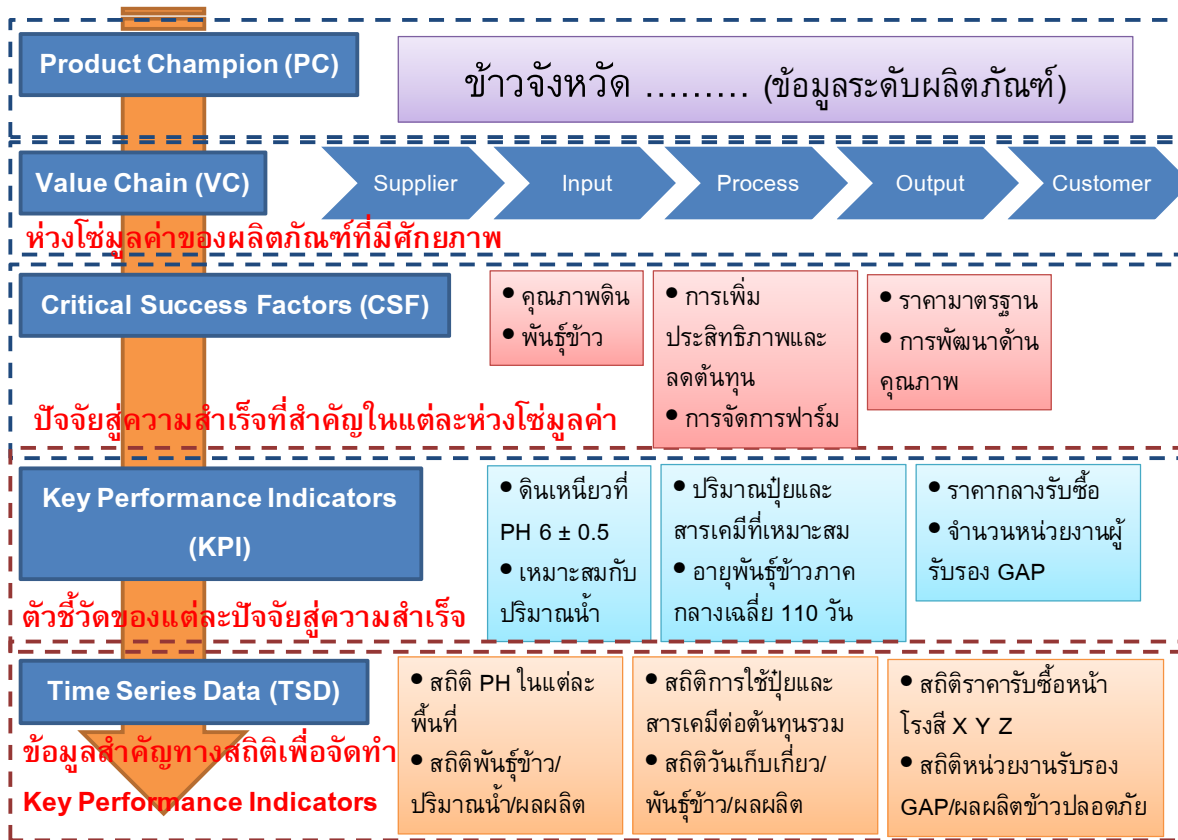 Product Champion (PC)
ข้าวจังหวัด ......... (ข้อมูลระดับผลิตภัณฑ์)
Value Chain (VC)
Supplier
Input
Process
Output
Customer
ห่วงโซ่มูลค่าของผลิตภัณฑ์ที่มีศักยภาพ
Critical Success Factors (CSF)
• คุณภาพดิน
• พันธุ์ข้าว
• การเพิ่ม
ประสิทธิภาพและ
ลดต้นทุน
• การจัดการฟาร์ม
• ราคามาตรฐาน
• การพัฒนาด้าน
คุณภาพ
ปัจจัยสู่ความสำเร็จที่สำคัญในแต่ละห่วงโซ่มูลค่า
Key Performance Indicators
(KPI)
• ดินเหนียวที่
PH 6 ± 0.5
• เหมาะสมกับ
ปริมาณน้ำ
• ปริมาณปุ๋ยและ
สารเคมีที่เหมาะสม
• อายุพันธุ์ข้าวภาค
กลางเฉลี่ย 110 วัน
• ราคากลางรับซื้อ
• จำนวนหน่วยงานผู้
รับรอง GAP
ตัวชี้วัดของแต่ละปัจจัยสู่ความสำเร็จ
Time Series Data (TSD)
• สถิติ PH ในแต่ละ
พื้นที่
• สถิติพันธุ์ข้าว/
ปริมาณน้ำ/ผลผลิต
• สถิติการใช้ปุ๋ยและ
สารเคมีต่อต้นทุนรวม
• สถิติวันเก็บเกี่ยว/
พันธุ์ข้าว/ผลผลิต
• สถิติราคารับซื้อหน้า
โรงสี X Y Z
• สถิติหน่วยงานรับรอง
GAP/ผลผลิตข้าวปลอดภัย
ข้อมูลสำคัญทางสถิติเพื่อจัดทำ
Key Performance Indicators